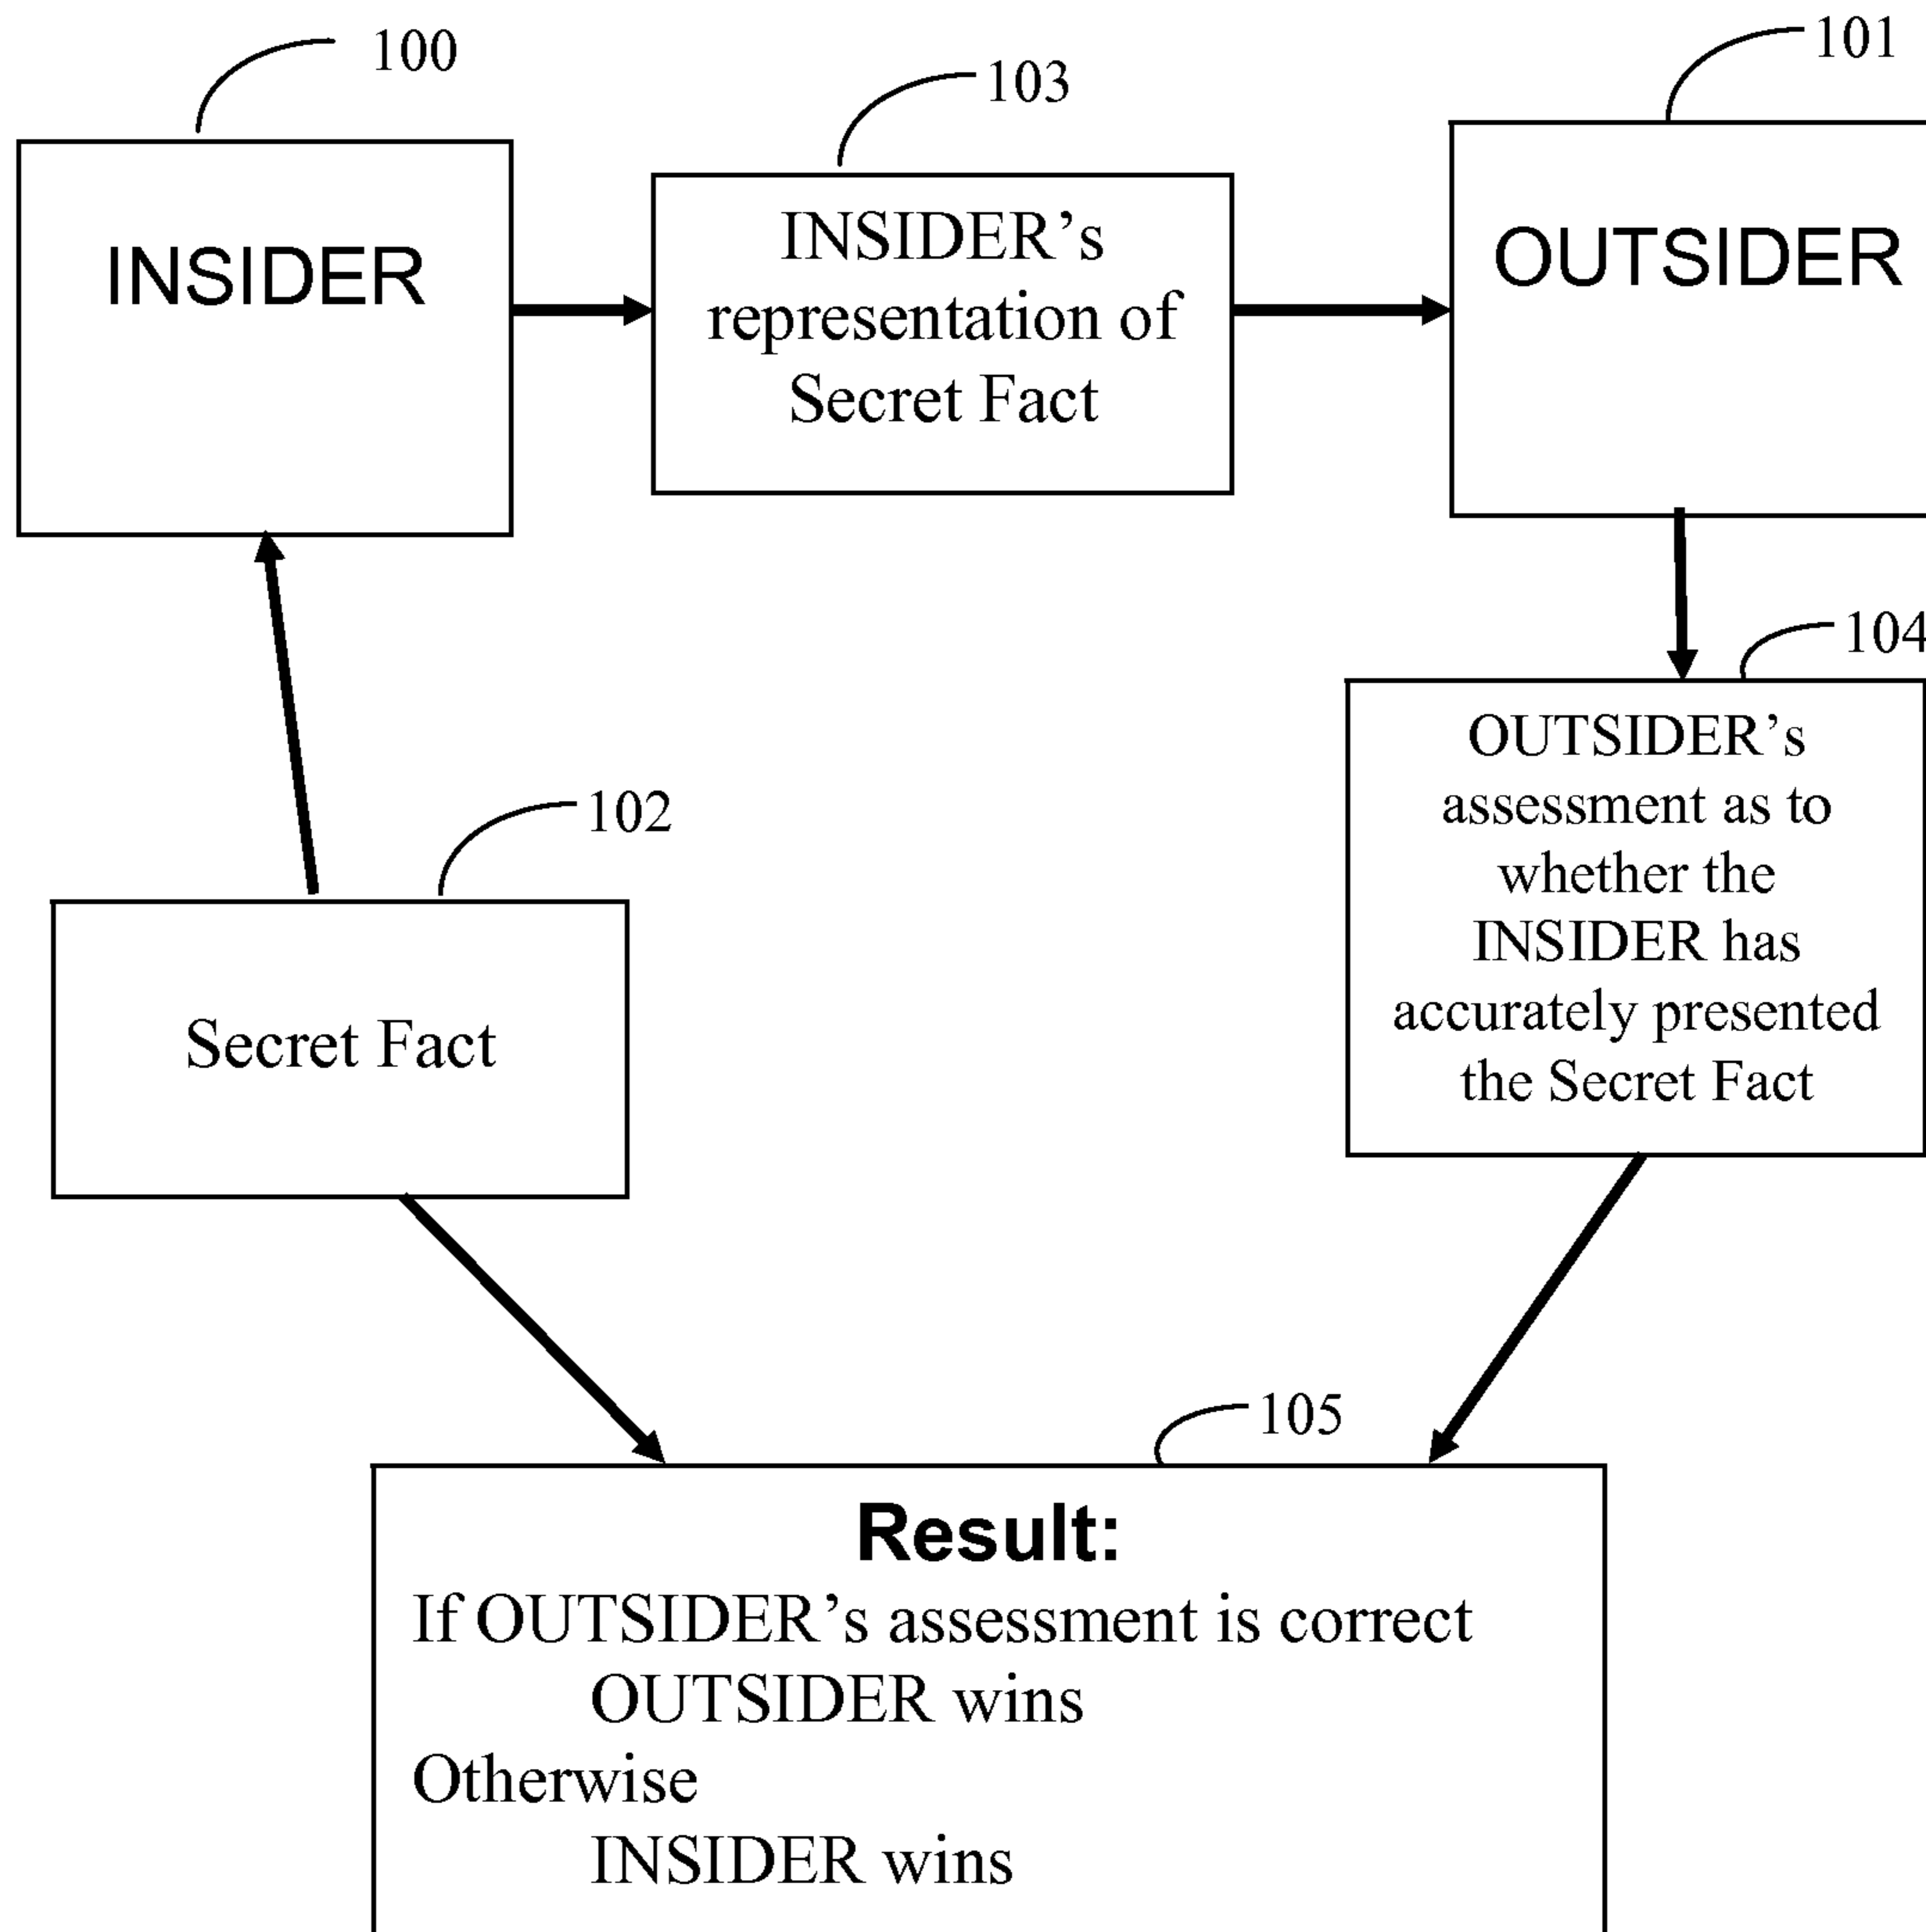 100
103
101
INSIDER
INSIDER's
representation of
Secret Fact
OUTSIDER
104
OUTSIDER's
assessment as to
whether the
INSIDER has
accurately presented
the Secret Fact
102
Secret Fact
105
Result:
If OUTSIDER's assessment is correct
OUTSIDER wins
Otherwise
INSIDER wins